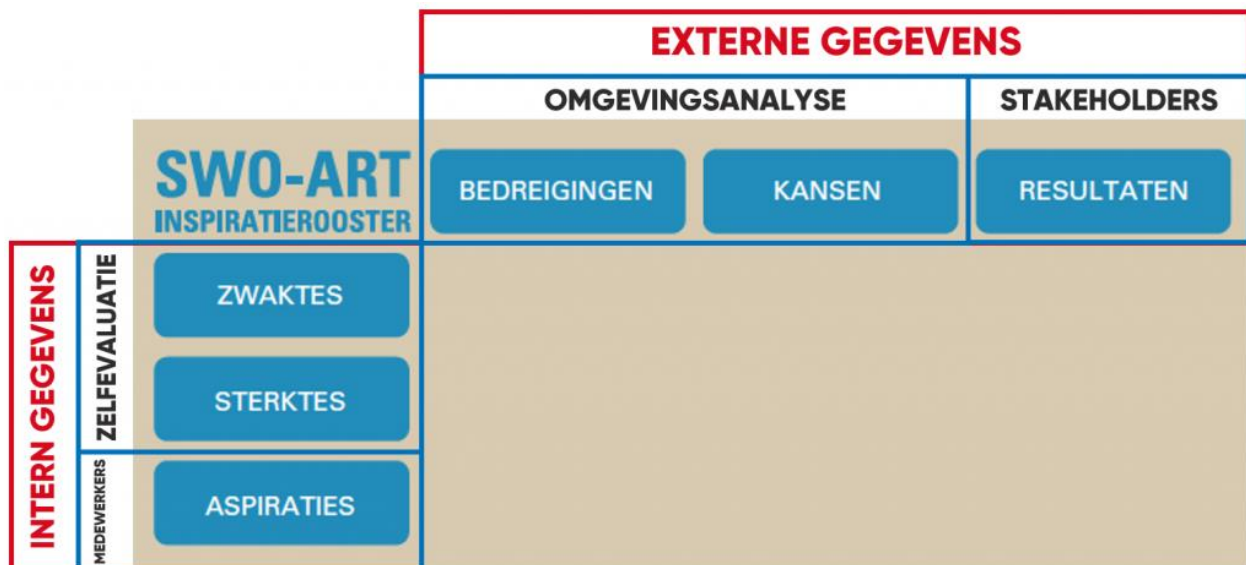 EXTERNE GEGEVENS
OMGEVINGSANALYSE
STAKEHOLDERS
SWO-ART
INSPIRATIEROOSTER
BEDREIGINGEN
KANSEN
RESULTATEN
INTERN GEGEVENS
ZELFEVALUATIE
ZWAKTES
STERKTES
MEDEWERKERS
ASPIRATIES